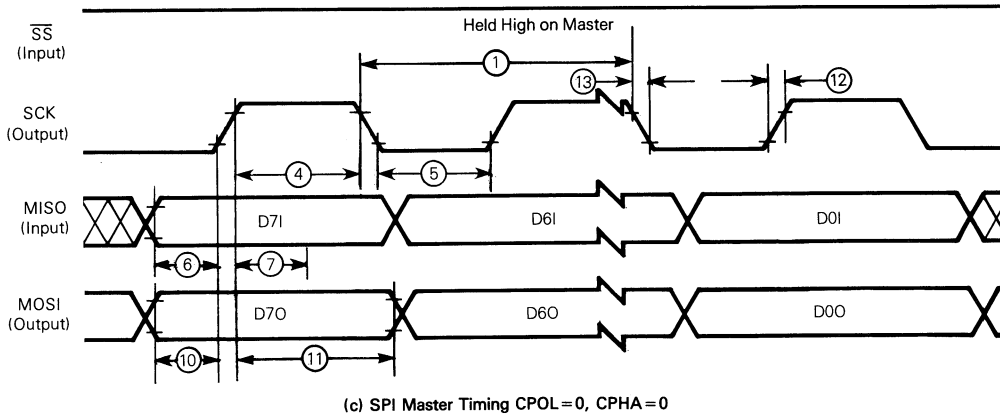 Held High on Master
SS
(Input)
1
13
12
SCK
(Output)
4
5
MISO
(Input)
D7I
D6I
D0I
6
7
MOSI
(Output)
D7O
D6O
D0O
10
11
(c) SPI Master Timing CPOL=0, CPHA=0